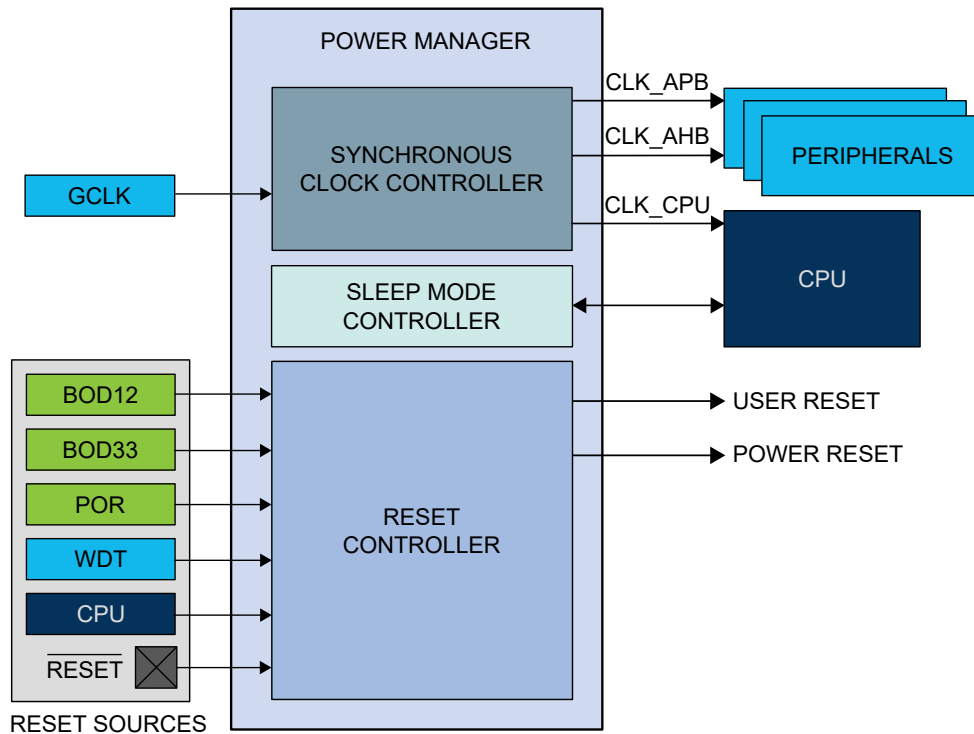 POWER MANAGER
CLK_APB
SYNCHRONOUS
CLOCK CONTROLLER
CLK_AHB
PERIPHERALS
GCLK
CLK_CPU
CPU
SLEEP MODE
CONTROLLER
BOD12
BOD33
POR
WDT
CPU
RESET
RESET SOURCES
RESET
CONTROLLER
USER RESET
POWER RESET